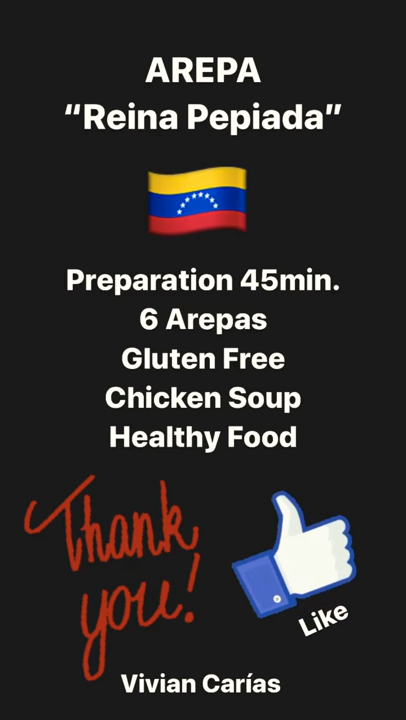 AREPA
“Reina Pepiada”
Preparation 45min.
6 Arepas
Gluten Free
Chicken Soup
Healthy Food
Thank
you!
Like
Vivian Carías